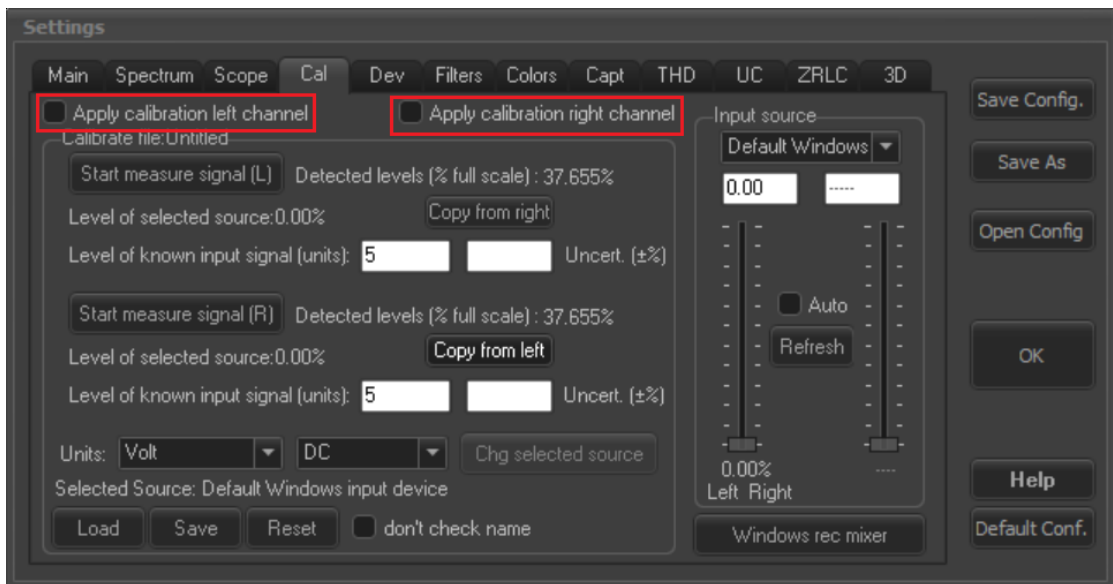 Settings
Main Spectrum Scope Cal Dev Filters Colors Capt THD UC ZRLC 3D
Apply calibration left channel
Apply calibration right channel
Calibrate file:Untitled
Start measure signal (L) Detected levels (% full scale) : 37.655%
Level of selected source:0.00% Copy from right
Level of known input signal (units): 5 Uncert. (±%)
Start measure signal (R) Detected levels (% full scale) : 37.655%
Level of selected source:0.00% Copy from left
Level of known input signal (units): 5 Uncert. (±%)
Units: Volt DC Chg selected source
Selected Source: Default Windows input device
Load Save Reset don't check name
Input source
Default Windows
0.00 -----
Auto
Refresh
0.00% ----
Left Right
Windows rec mixer
Save Config.
Save As
Open Config
OK
Help
Default Conf.